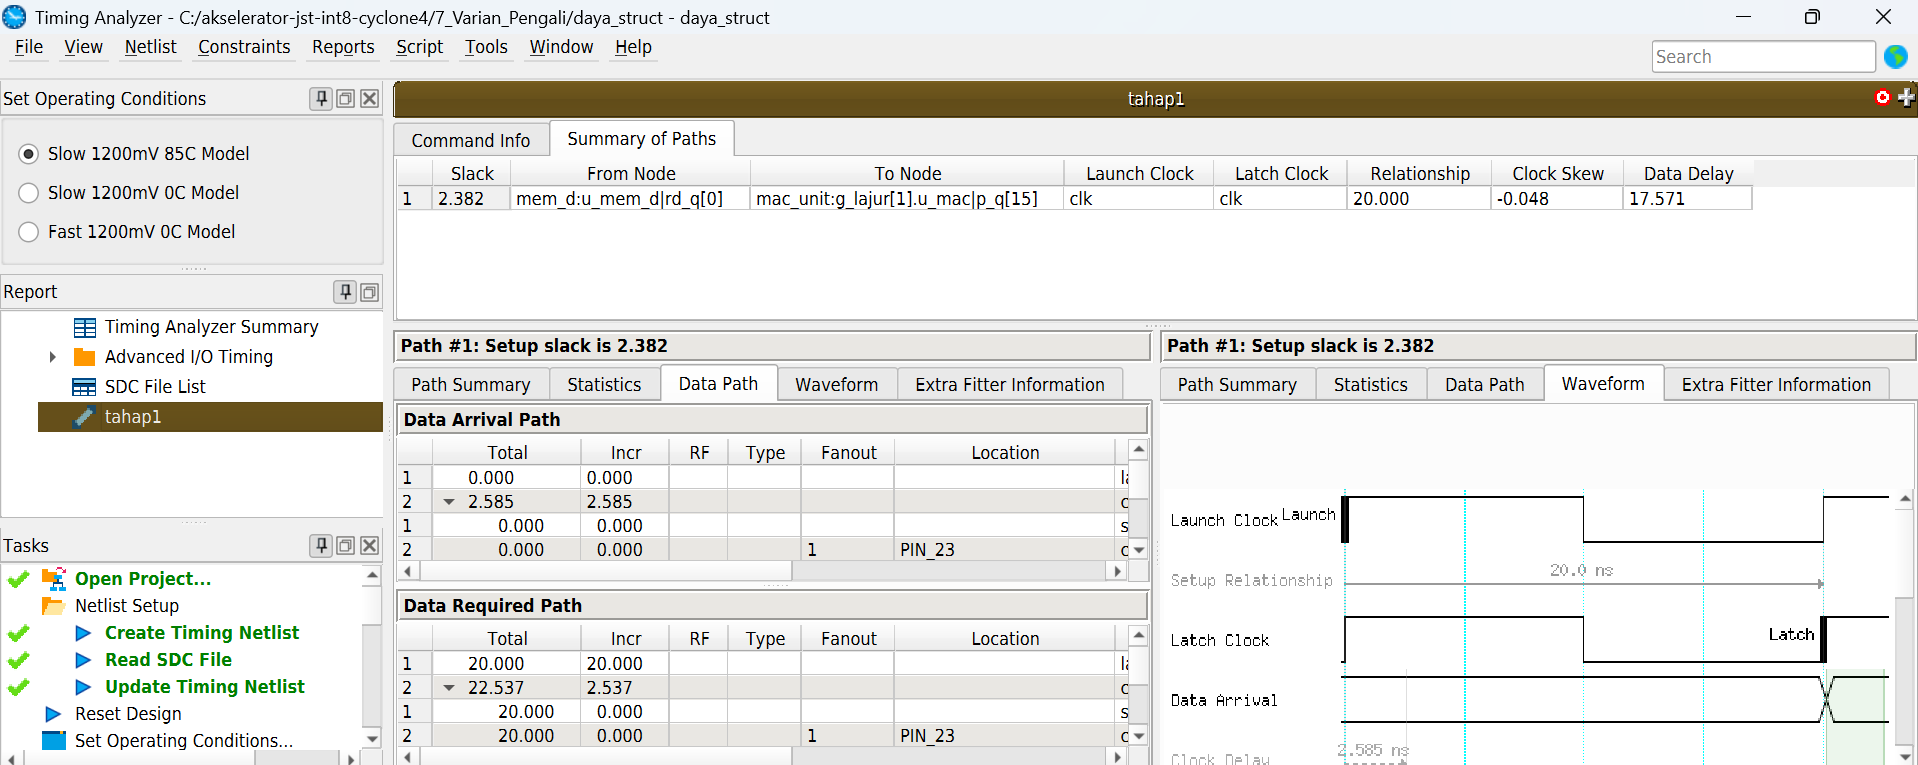 Timing Analyzer - C:/akselerator-jst-int8-cyclone4/7_Varian_Pengali/daya_struct - daya_struct
File View Netlist Constraints Reports Script Tools Window Help
Search
Set Operating Conditions
Slow 1200mV 85C Model
Slow 1200mV 0C Model
Fast 1200mV 0C Model
Report
Timing Analyzer Summary
Advanced I/O Timing
SDC File List
tahap1
Tasks
Open Project...
Netlist Setup
Create Timing Netlist
Read SDC File
Update Timing Netlist
Reset Design
Set Operating Conditions...
tahap1
Command Info Summary of Paths
Slack From Node To Node Launch Clock Latch Clock Relationship Clock Skew Data Delay
1 2.382 mem_d:u_mem_d|rd_q[0] mac_unit:g_lajur[1].u_mac|p_q[15] clk clk 20.000 -0.048 17.571
Path #1: Setup slack is 2.382
Path Summary Statistics Data Path Waveform Extra Fitter Information
Data Arrival Path
Total Incr RF Type Fanout Location
1 0.000 0.000
2 2.585 2.585
1 0.000 0.000
2 0.000 0.000 1 PIN_23
Data Required Path
Total Incr RF Type Fanout Location
1 20.000 20.000
2 22.537 2.537
1 20.000 0.000
2 20.000 0.000 1 PIN_23
Path #1: Setup slack is 2.382
Path Summary Statistics Data Path Waveform Extra Fitter Information
Launch Clock Launch
Setup Relationship 20.0 ns
Latch Clock Latch
Data Arrival
Clock Delay 2.585 ns